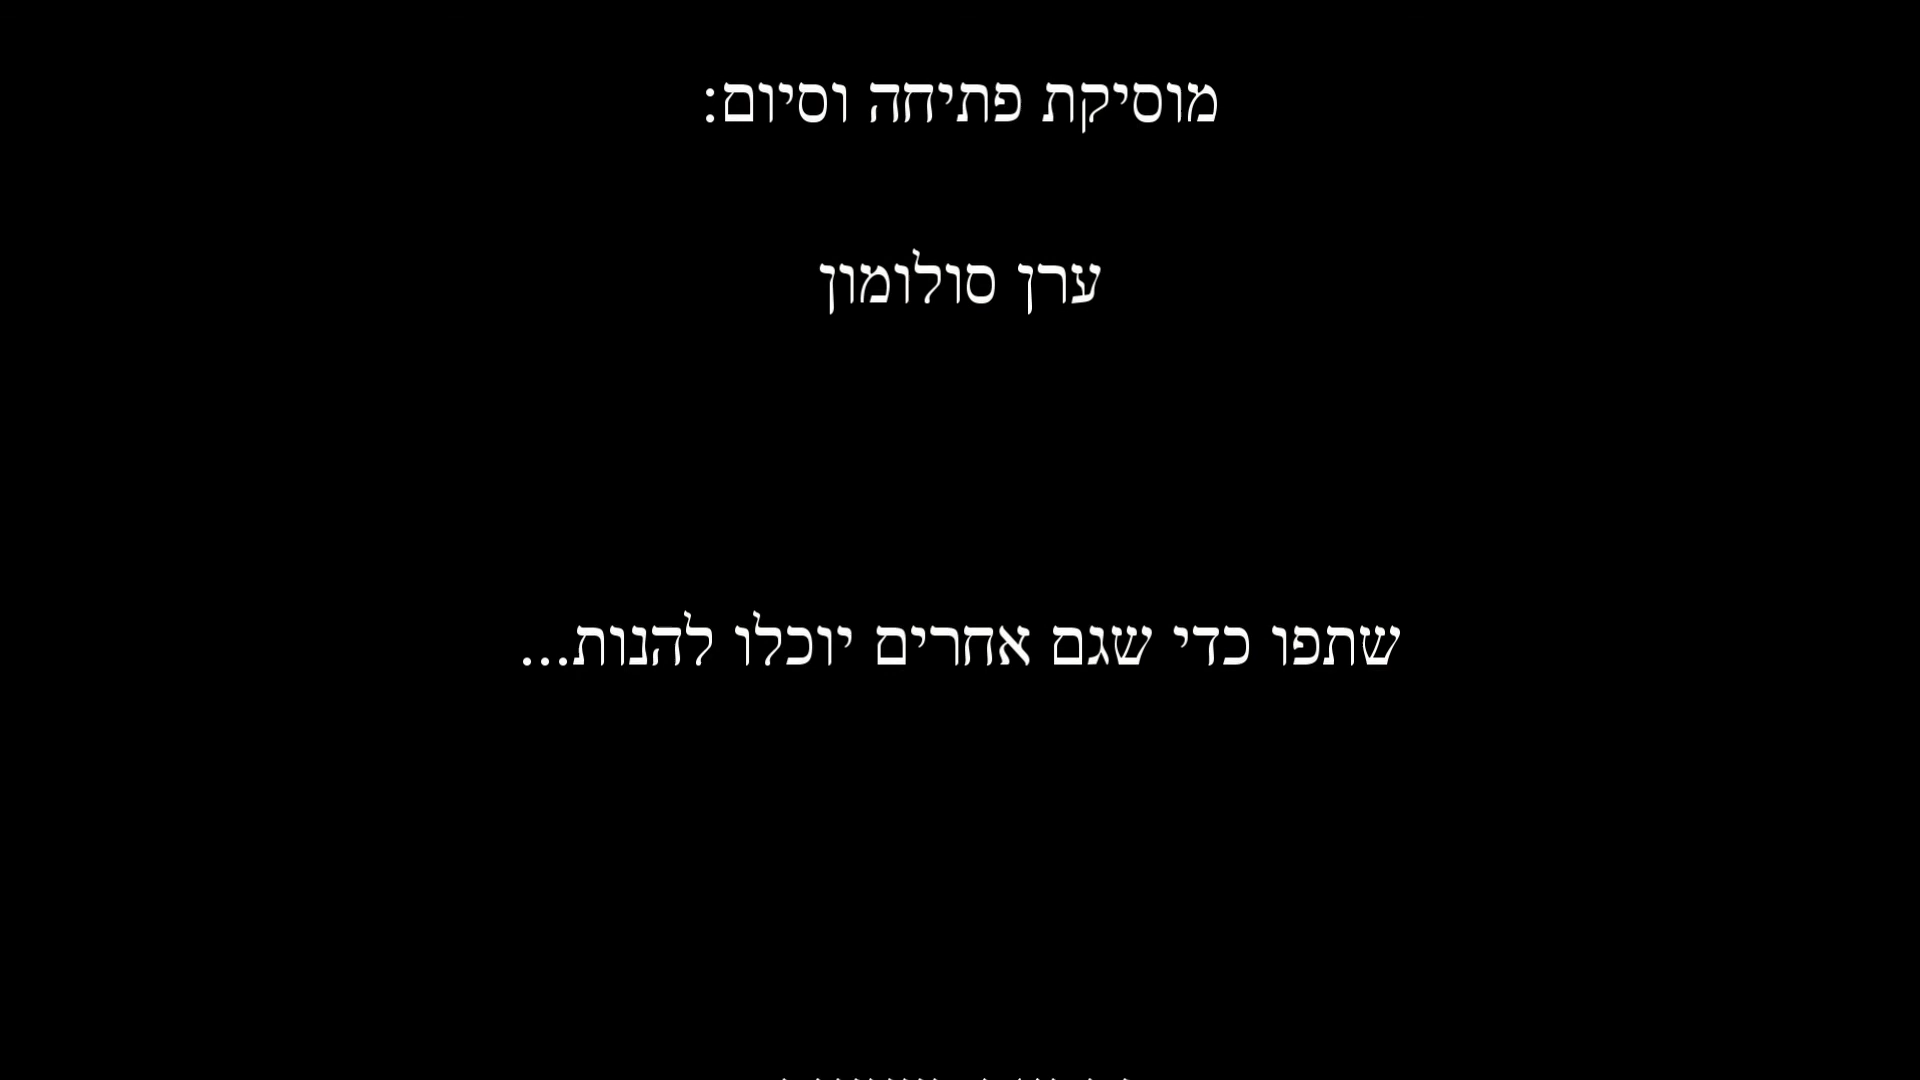 מוסיקת פתיחה וסיום:
ערן סולומון
שתפו כדי שגם אחרים יוכלו להנות...